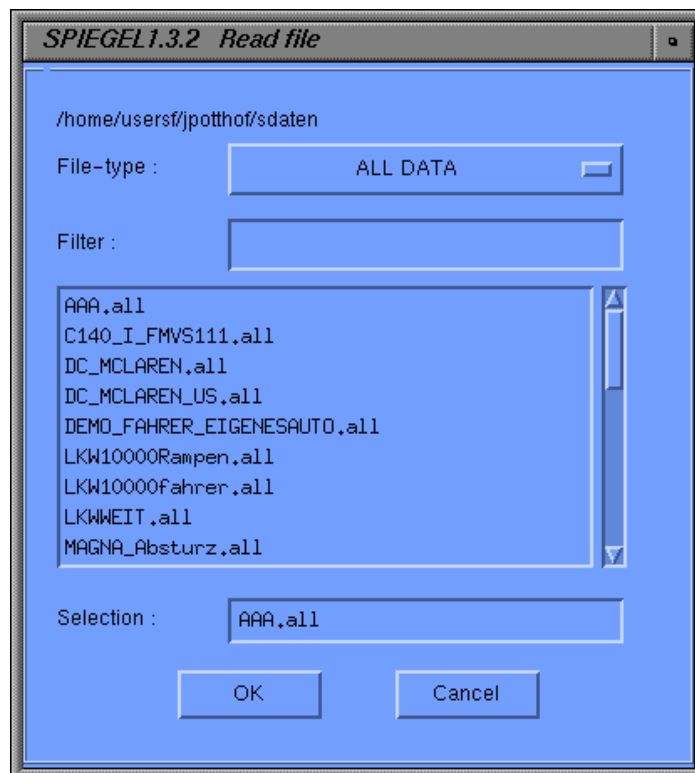 SPIEGEL1.3.2 Read file
/home/usersf/jpotthof/sdaten
File-type : ALL DATA
Filter :
AAA.all
C140_I_FMVS111.all
DC_MCLAREN.all
DC_MCLAREN_US.all
DEMO_FAHRER_EIGENESAUTO.all
LKW10000Rampen.all
LKW10000fahrer.all
LKWWEIT.all
MAGNA_Absturz.all
Selection : AAA.all
OK Cancel